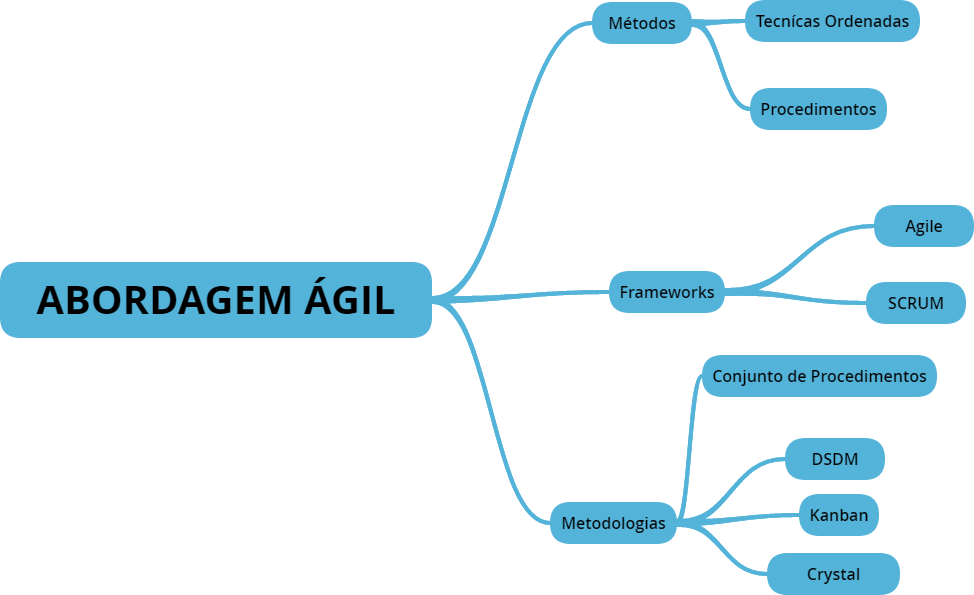 ABORDAGEM ÁGIL
Métodos
Tecnícas Ordenadas
Procedimentos
Frameworks
Agile
SCRUM
Metodologias
Conjunto de Procedimentos
DSDM
Kanban
Crystal